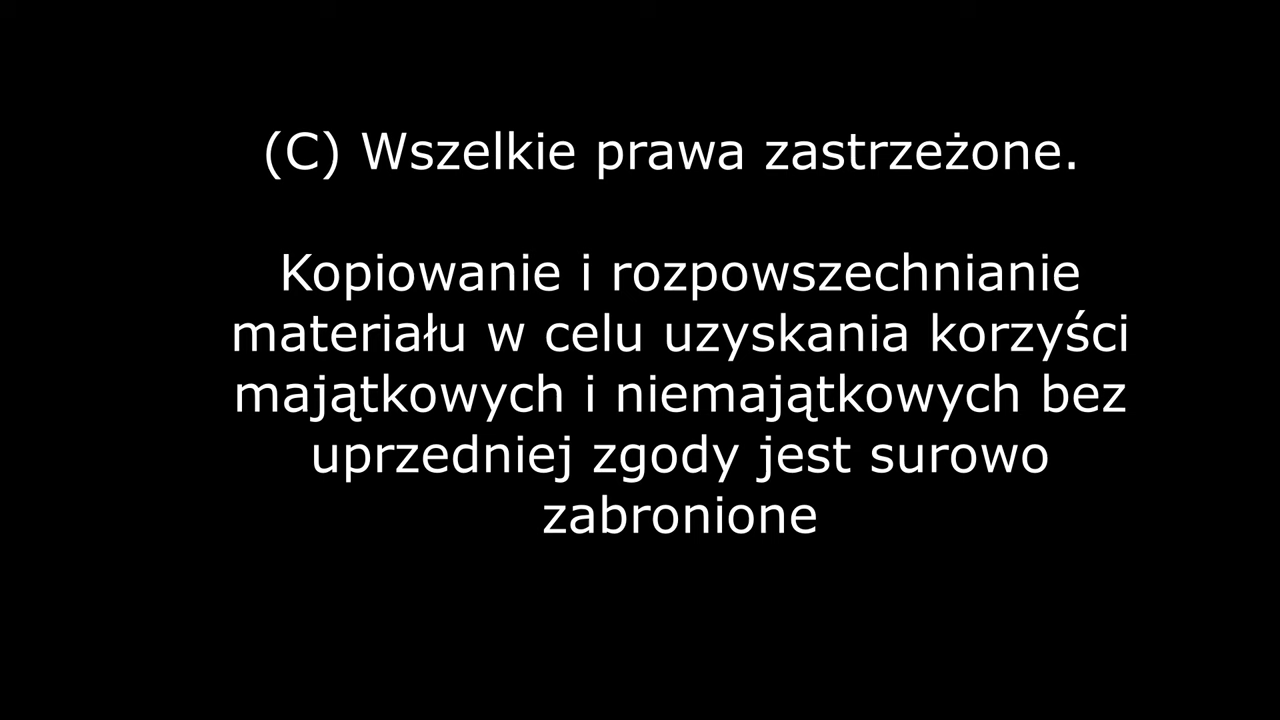 (C) Wszelkie prawa zastrzeżone.
Kopiowanie i rozpowszechnianie
materiału w celu uzyskania korzyści
majątkowych i niemajątkowych bez
uprzedniej zgody jest surowo
zabronione